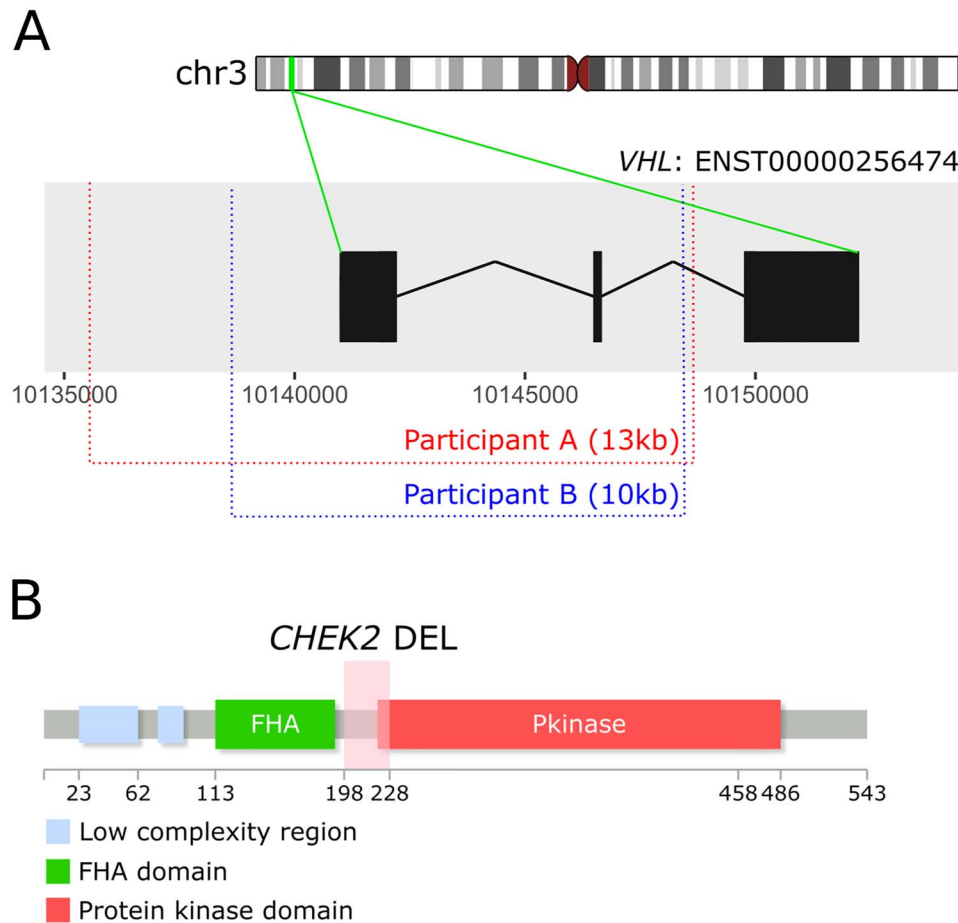 A
chr3
VHL: ENST00000256474
10135000 10140000 10145000 10150000
Participant A (13kb)
Participant B (10kb)
B
CHEK2 DEL
FHA Pkinase
23 62 113 198 228 458 486 543
Low complexity region
FHA domain
Protein kinase domain